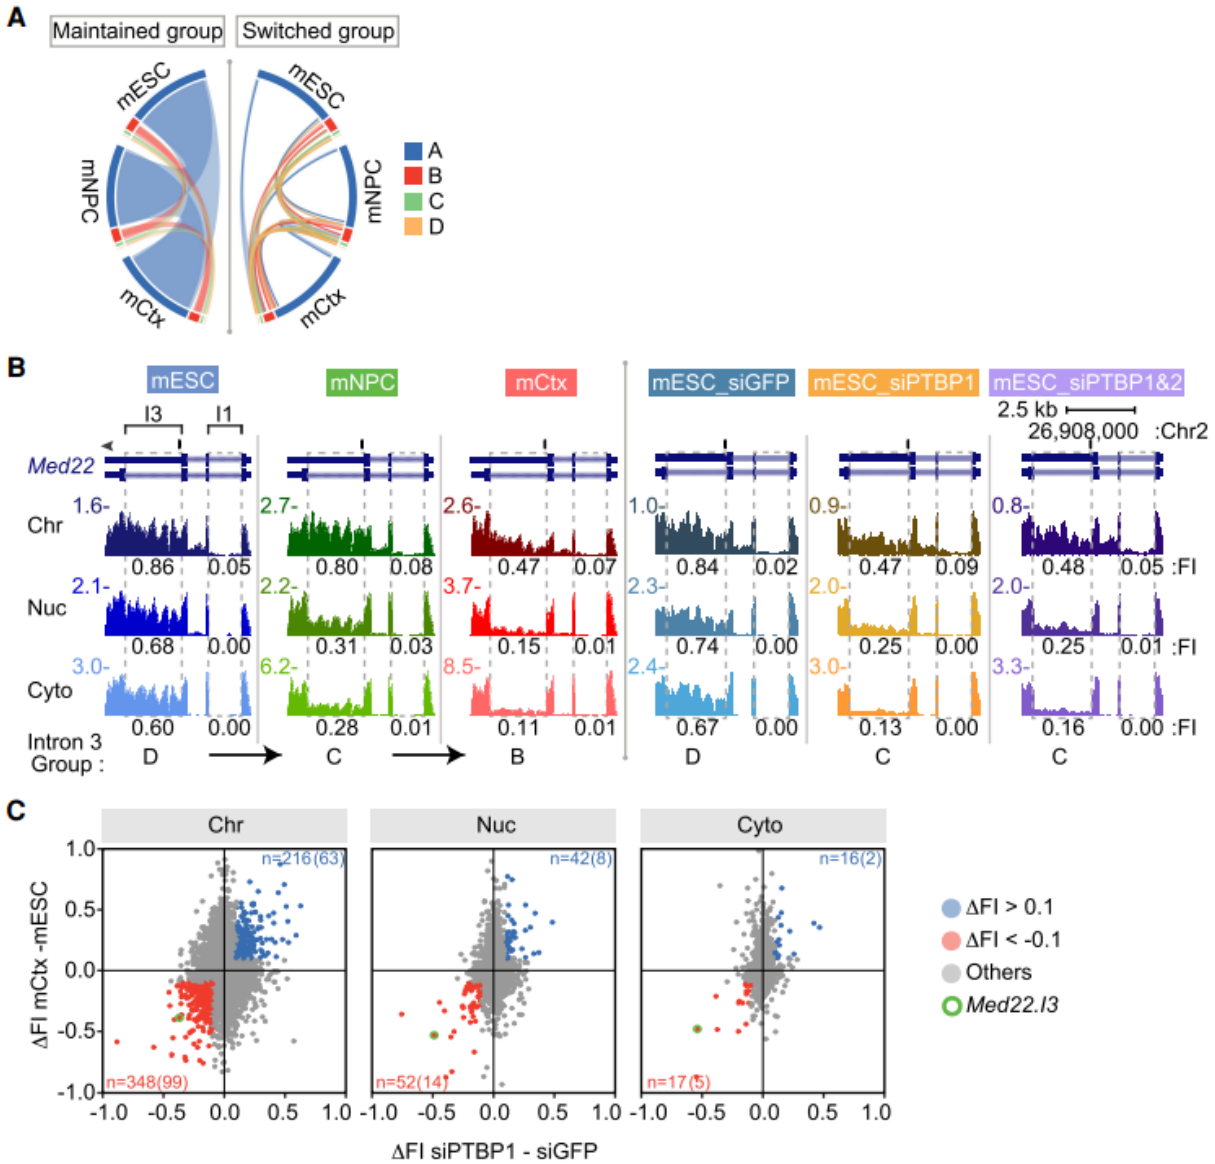 A
Maintained group Switched group
mESC mESC
mNPC mNPC
mCtx mCtx
A
B
C
D
B
mESC mNPC mCtx mESC_siGFP mESC_siPTBP1 mESC_siPTBP1&2
I3 I1 2.5 kb
26,908,000 :Chr2
Med22
1.6- 2.7- 2.6- 1.0- 0.9- 0.8-
Chr
0.86 0.05 0.80 0.08 0.47 0.07 0.84 0.02 0.47 0.09 0.48 0.05 :FI
2.1- 2.2- 3.7- 2.3- 2.0- 2.0-
Nuc
0.68 0.00 0.31 0.03 0.15 0.01 0.74 0.00 0.25 0.00 0.25 0.01 :FI
3.0- 6.2- 8.5- 2.4- 3.0- 3.3-
Cyto
0.60 0.00 0.28 0.01 0.11 0.01 0.67 0.00 0.13 0.00 0.16 0.00 :FI
Intron 3
Group : D C B D C C
C
Chr Nuc Cyto
1.0
n=216(63) n=42(8) n=16(2)
0.5
0.0
-0.5
-1.0
ΔFI mCtx -mESC
n=348(99) n=52(14) n=17(5)
-1.0 -0.5 0.0 0.5 1.0 -1.0 -0.5 0.0 0.5 1.0 -1.0 -0.5 0.0 0.5 1.0
ΔFI siPTBP1 - siGFP
ΔFI > 0.1
ΔFI < -0.1
Others
Med22.I3